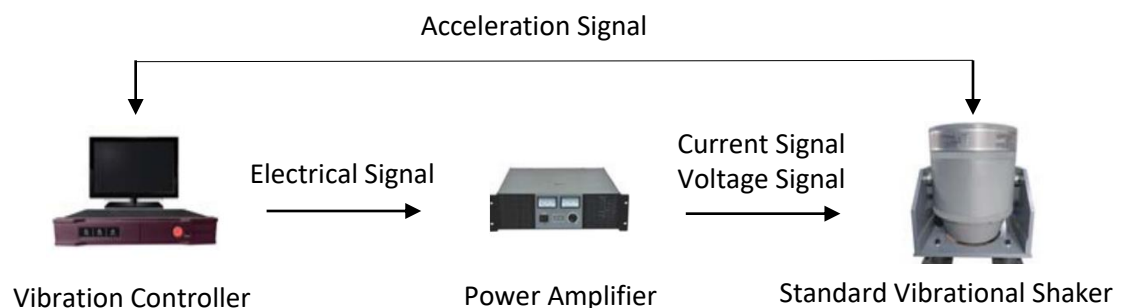 Acceleration Signal
Electrical Signal
Current Signal
Voltage Signal
Vibration Controller
Power Amplifier
Standard Vibrational Shaker